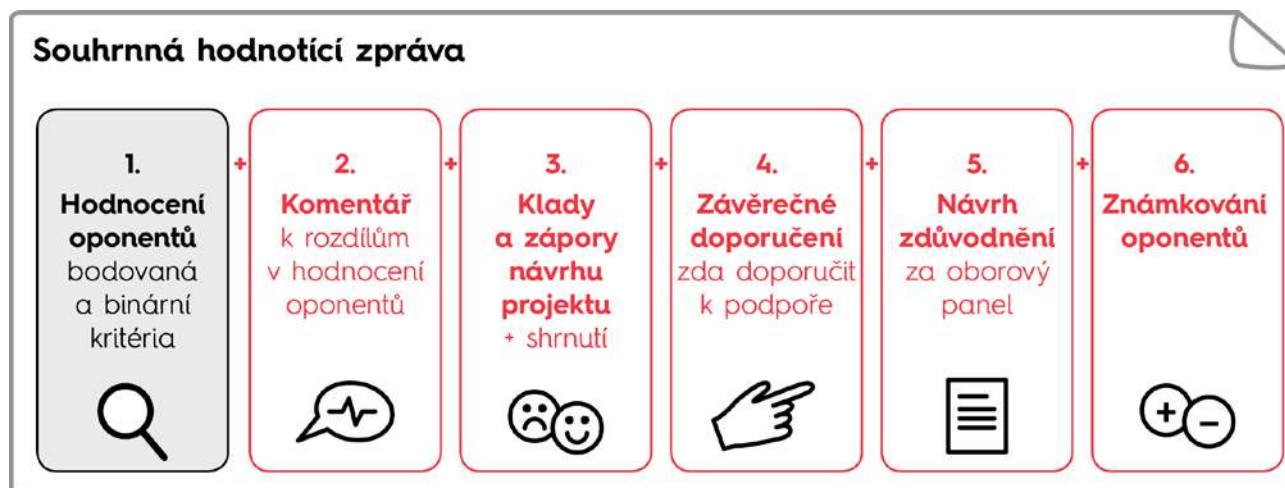 Souhrnná hodnotící zpráva
1.
Hodnocení
oponentů
bodovaná
a binární
kritéria
+
2.
Komentář
k rozdílům
v hodnocení
oponentů
+
3.
Klady
a zápory
návrhu
projektu
+ shrnutí
+
4.
Závěrečné
doporučení
zda doporučit
k podpoře
+
5.
Návrh
zdůvodnění
za oborový
panel
+
6.
Známkování
oponentů